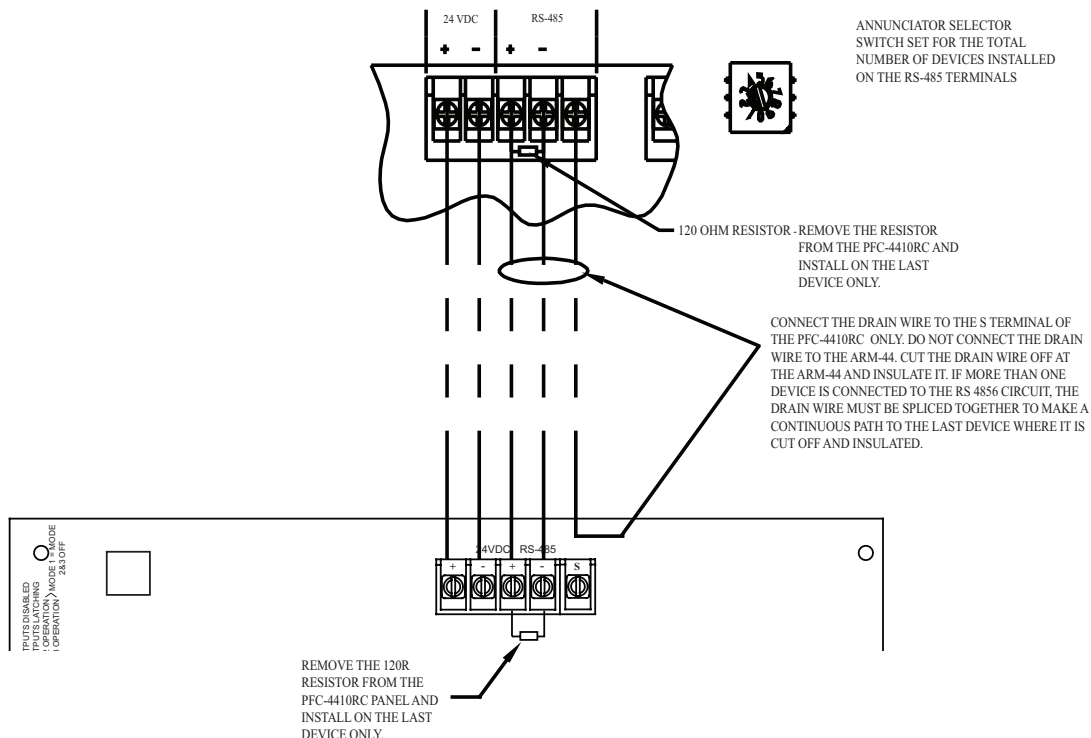 24 VDC
RS-485
+ - + -
ANNUNCIATOR SELECTOR
SWITCH SET FOR THE TOTAL
NUMBER OF DEVICES INSTALLED
ON THE RS-485 TERMINALS
120 OHM RESISTOR - REMOVE THE RESISTOR
FROM THE PFC-4410RC AND
INSTALL ON THE LAST
DEVICE ONLY.
CONNECT THE DRAIN WIRE TO THE S TERMINAL OF
THE PFC-4410RC ONLY. DO NOT CONNECT THE DRAIN
WIRE TO THE ARM-44. CUT THE DRAIN WIRE OFF AT
THE ARM-44 AND INSULATE IT. IF MORE THAN ONE
DEVICE IS CONNECTED TO THE RS 4856 CIRCUIT, THE
DRAIN WIRE MUST BE SPLICED TOGETHER TO MAKE A
CONTINUOUS PATH TO THE LAST DEVICE WHERE IT IS
CUT OFF AND INSULATED.
TPUTS DISABLED
TPUTS LATCHING
OPERATION
OPERATION
MODE 1 = MODE
2&3 OFF
24VDC RS-485
+ - + - S
REMOVE THE 120R
RESISTOR FROM THE
PFC-4410RC PANEL AND
INSTALL ON THE LAST
DEVICE ONLY.